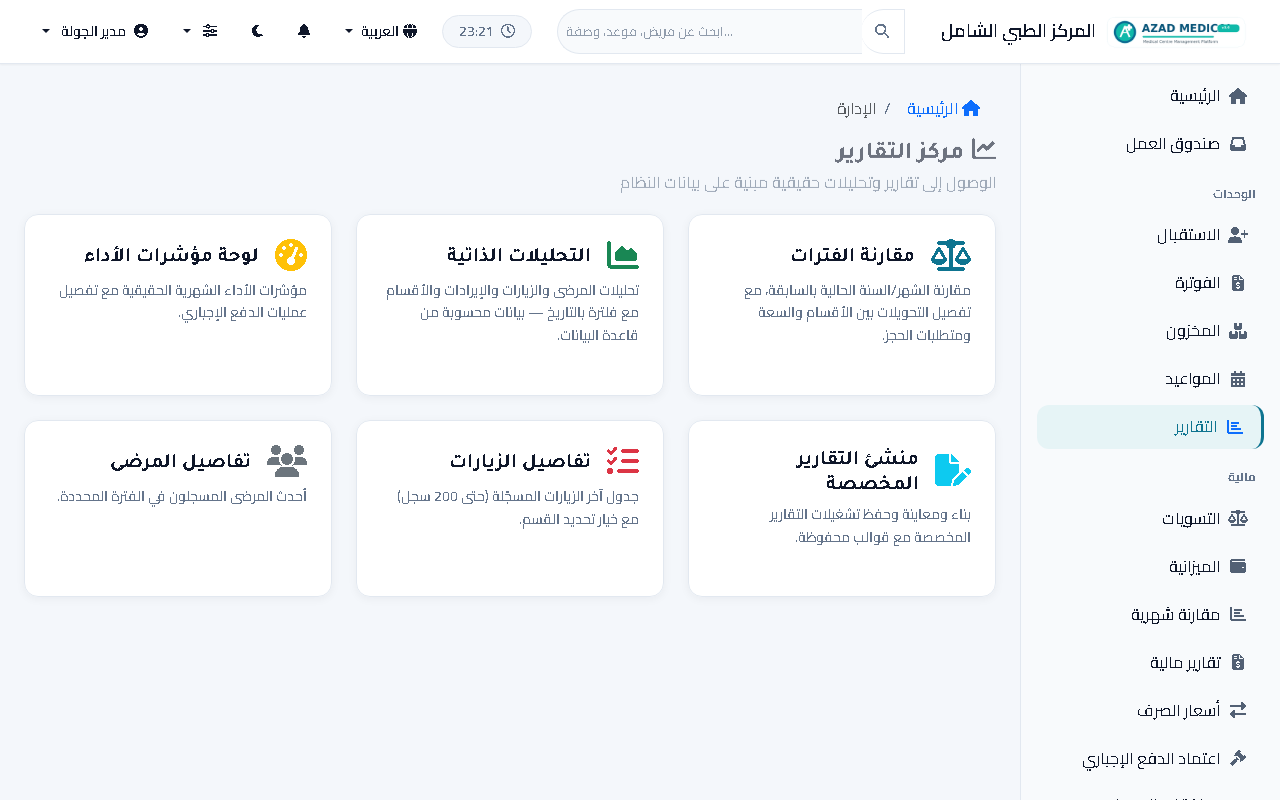 AZAD MEDIC
Medical Centre Management Platform
المركز الطبي الشامل
ابحث عن مريض، موعد، وصفة...
23:21
العربية
مدير الجولة
الرئيسية
صندوق العمل
الوحدات
الاستقبال
الفوترة
المخزون
المواعيد
التقارير
مالية
التسويات
الميزانية
مقارنة شهرية
تقارير مالية
أسعار الصرف
اعتماد الدفع الإجباري
الرئيسية / الإدارة
مركز التقارير
الوصول إلى تقارير وتحليلات حقيقية مبنية على بيانات النظام
مقارنة الفترات
مقارنة الشهر/السنة الحالية بالسابقة، مع
تفصيل التحويلات بين الأقسام والسعة
ومتطلبات الحجز.
التحليلات الذاتية
تحليلات المرضى والزيارات والإيرادات والأقسام
مع فلترة بالتاريخ — بيانات محسوبة من
قاعدة البيانات.
لوحة مؤشرات الأداء
مؤشرات الأداء الشهرية الحقيقية مع تفصيل
عمليات الدفع الإجباري.
منشئ التقارير
المخصصة
بناء ومعاينة وحفظ تشغيلات التقارير
المخصصة مع قوالب محفوظة.
تفاصيل الزيارات
جدول آخر الزيارات المسجّلة (حتى 200 سجل)
مع خيار تحديد القسم.
تفاصيل المرضى
أحدث المرضى المسجلون في الفترة المحددة.